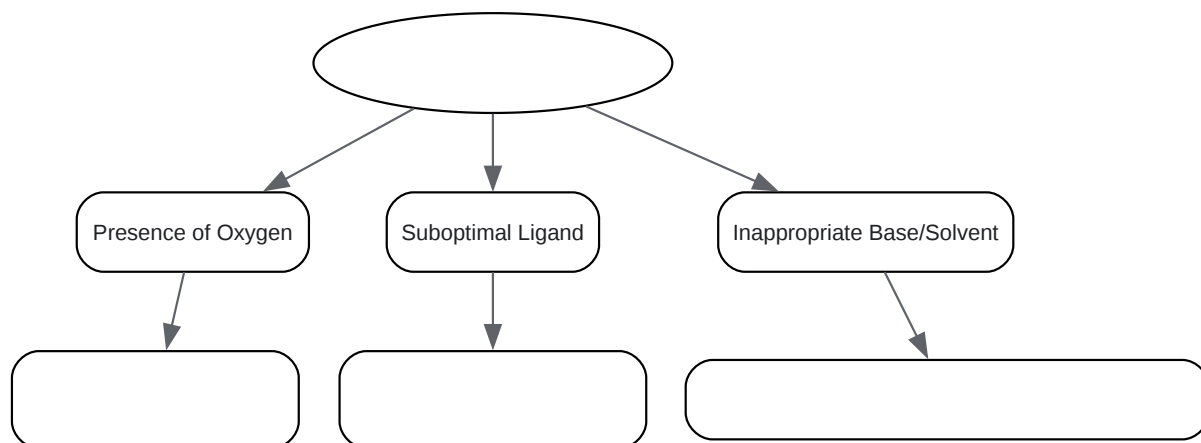 Presence of Oxygen
Suboptimal Ligand
Inappropriate Base/Solvent